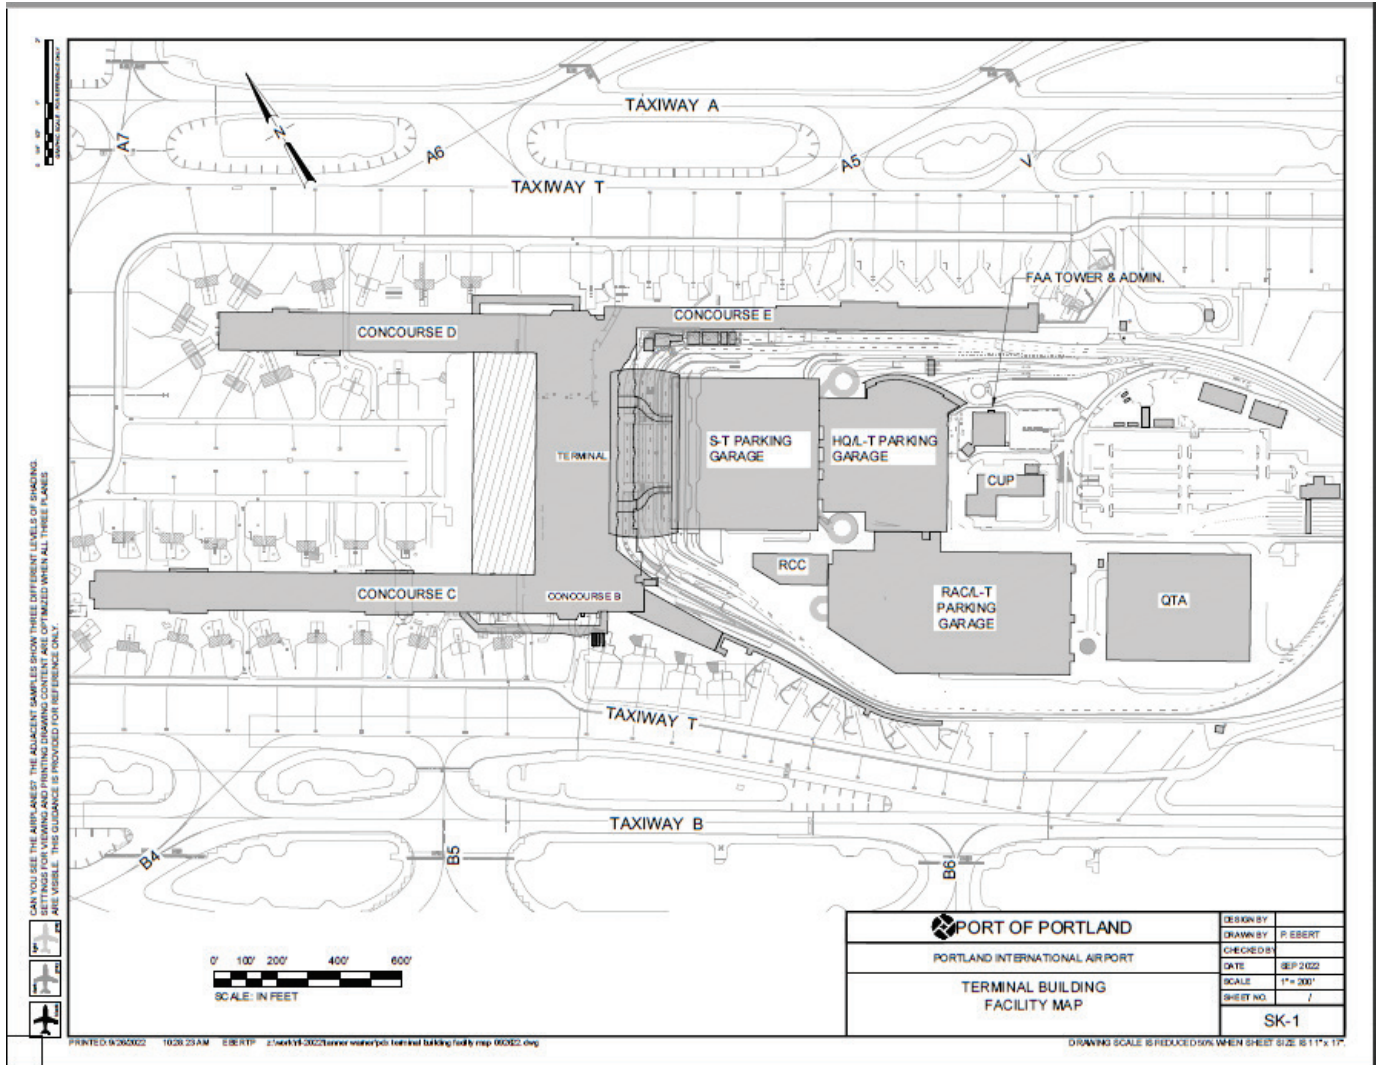 TAXIWAY A
A7
A6
A5
V
TAXIWAY T
N
FAA TOWER & ADMIN.
CONCOURSE D
CONCOURSE E
S-T PARKING
GARAGE
HQ/L-T PARKING
GARAGE
TERMINAL
CUP
RCC
CONCOURSE C
CONCOURSE B
RAC/L-T
PARKING
GARAGE
QTA
TAXIWAY T
TAXIWAY B
B4
B5
B6
CAN YOU SEE THE AIRPLANES? THE ADJACENT SAMPLES SHOW THREE DIFFERENT LEVELS OF SHADING.
SETTINGS FOR VIEWING AND PRINTING DRAWING CONTENT ARE OPTIMIZED WHEN ALL THREE PLANES
ARE VISIBLE. THIS GUIDANCE IS PROVIDED FOR REFERENCE ONLY.
0' 100' 200' 400' 600'
SCALE: IN FEET
PORT OF PORTLAND
PORTLAND INTERNATIONAL AIRPORT
TERMINAL BUILDING
FACILITY MAP
DESIGN BY
DRAWN BY P. EBERT
CHECKED BY
DATE SEP 2022
SCALE 1" = 200'
SHEET NO. /
SK-1
PRINTED: 9/26/2022 10:28:23 AM EBERTP
DRAWING SCALE IS REDUCED 50% WHEN SHEET SIZE IS 11" x 17".